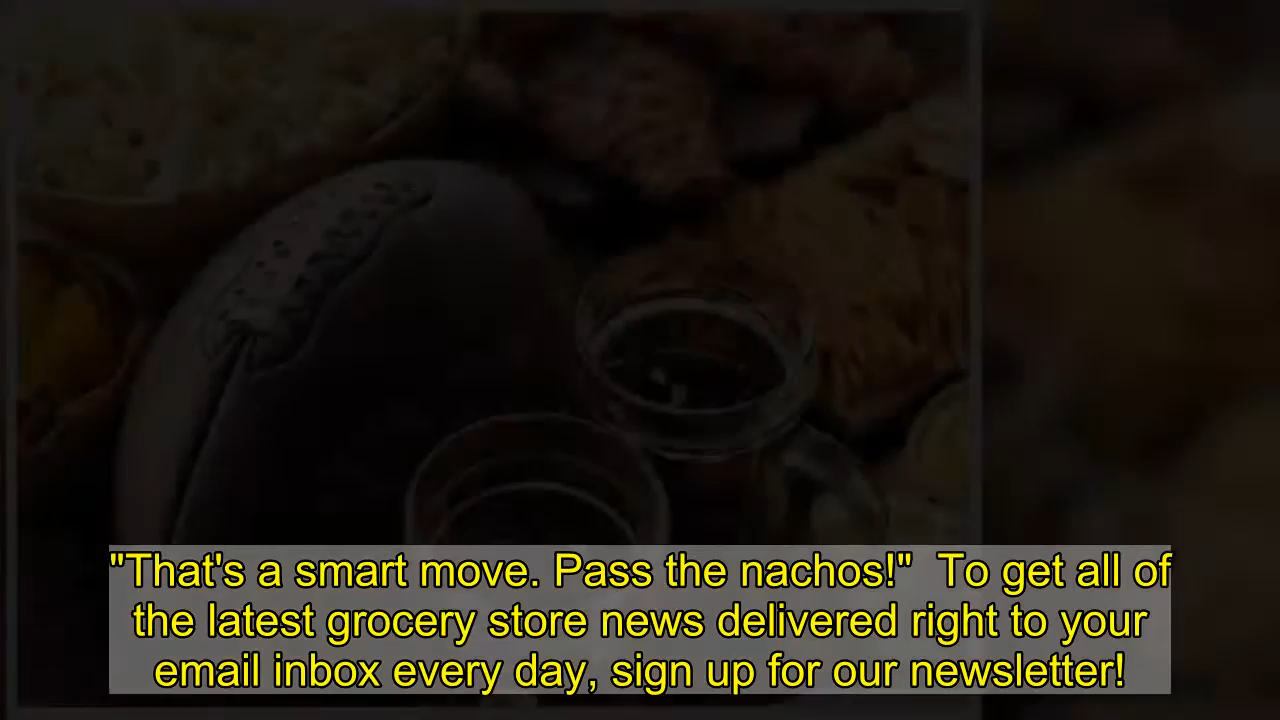 "That's a smart move. Pass the nachos!"  To get all of
the latest grocery store news delivered right to your
email inbox every day, sign up for our newsletter!